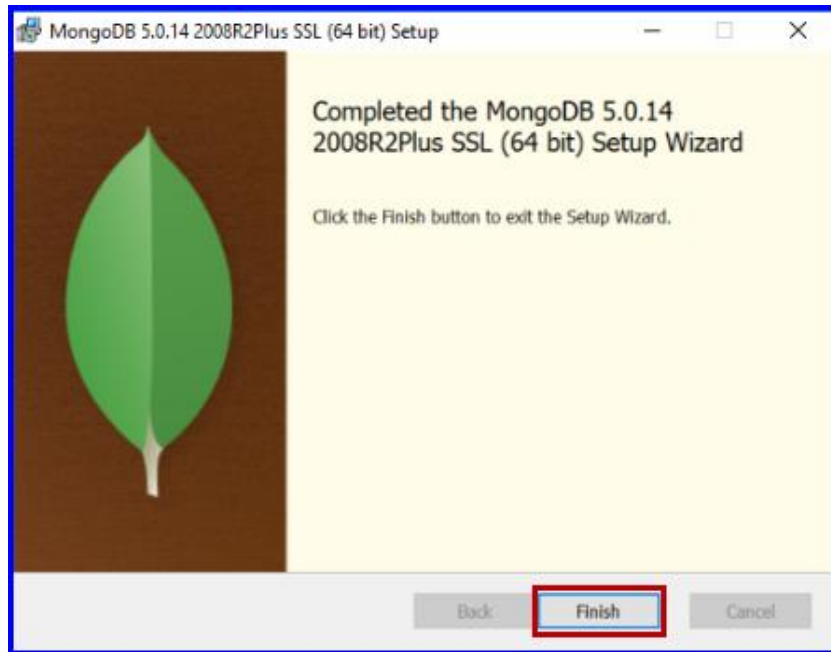 MongoDB 5.0.14 2008R2Plus SSL (64 bit) Setup
Completed the MongoDB 5.0.14
2008R2Plus SSL (64 bit) Setup Wizard
Click the Finish button to exit the Setup Wizard.
Back Finish Cancel